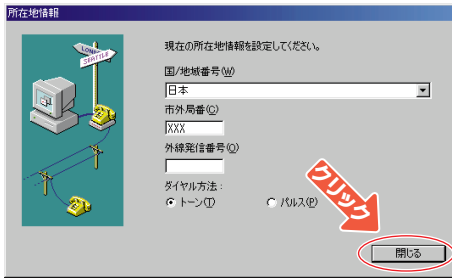 所在地情報
LONDON
SEATTLE
現在の所在地情報を設定してください。
国/地域番号(W)
日本
市外局番(C)
XXX
外線発信番号(O)
ダイヤル方法:
トーン(T)
パルス(P)
クリック
閉じる